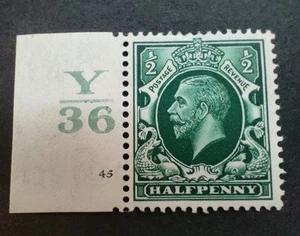 Y
36
45
1/2 1/2
POSTAGE REVENUE
HALFPENNY